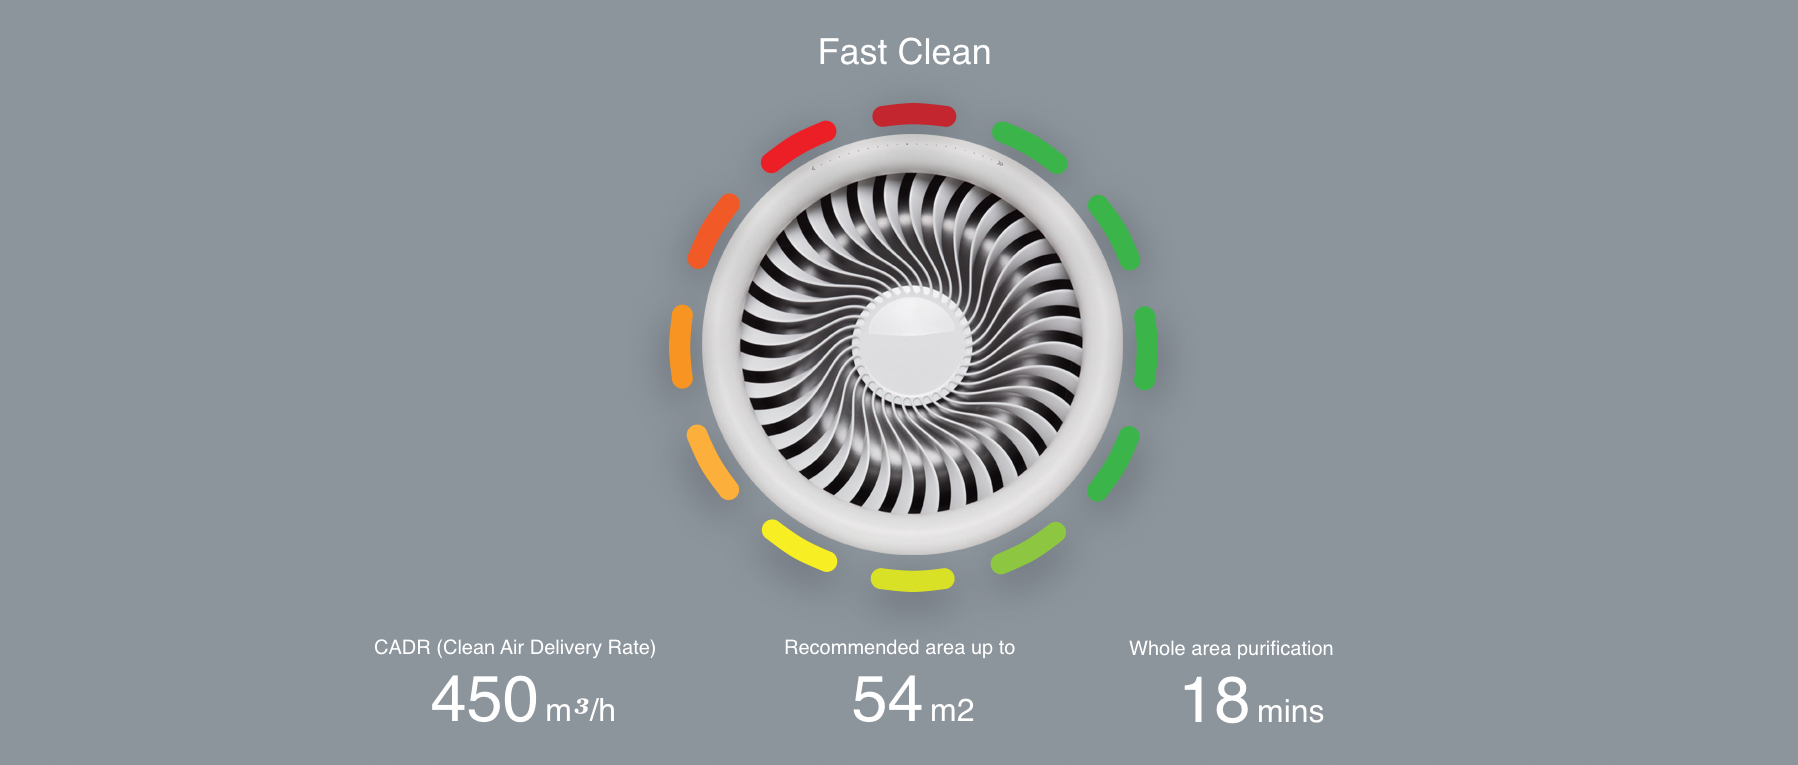 Fast Clean
CADR (Clean Air Delivery Rate)
450 m³/h
Recommended area up to
54 m2
Whole area purification
18 mins